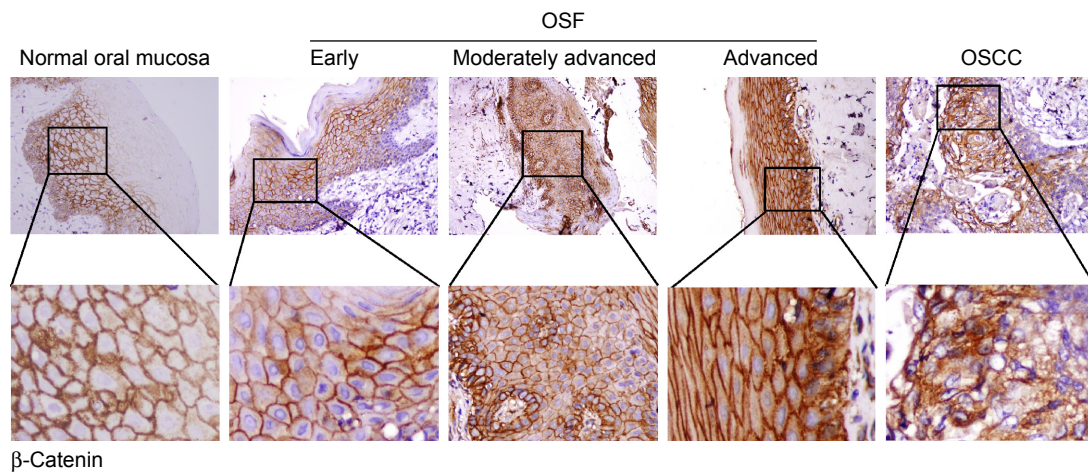 OSF
Normal oral mucosa
Early
Moderately advanced
Advanced
OSCC
β-Catenin